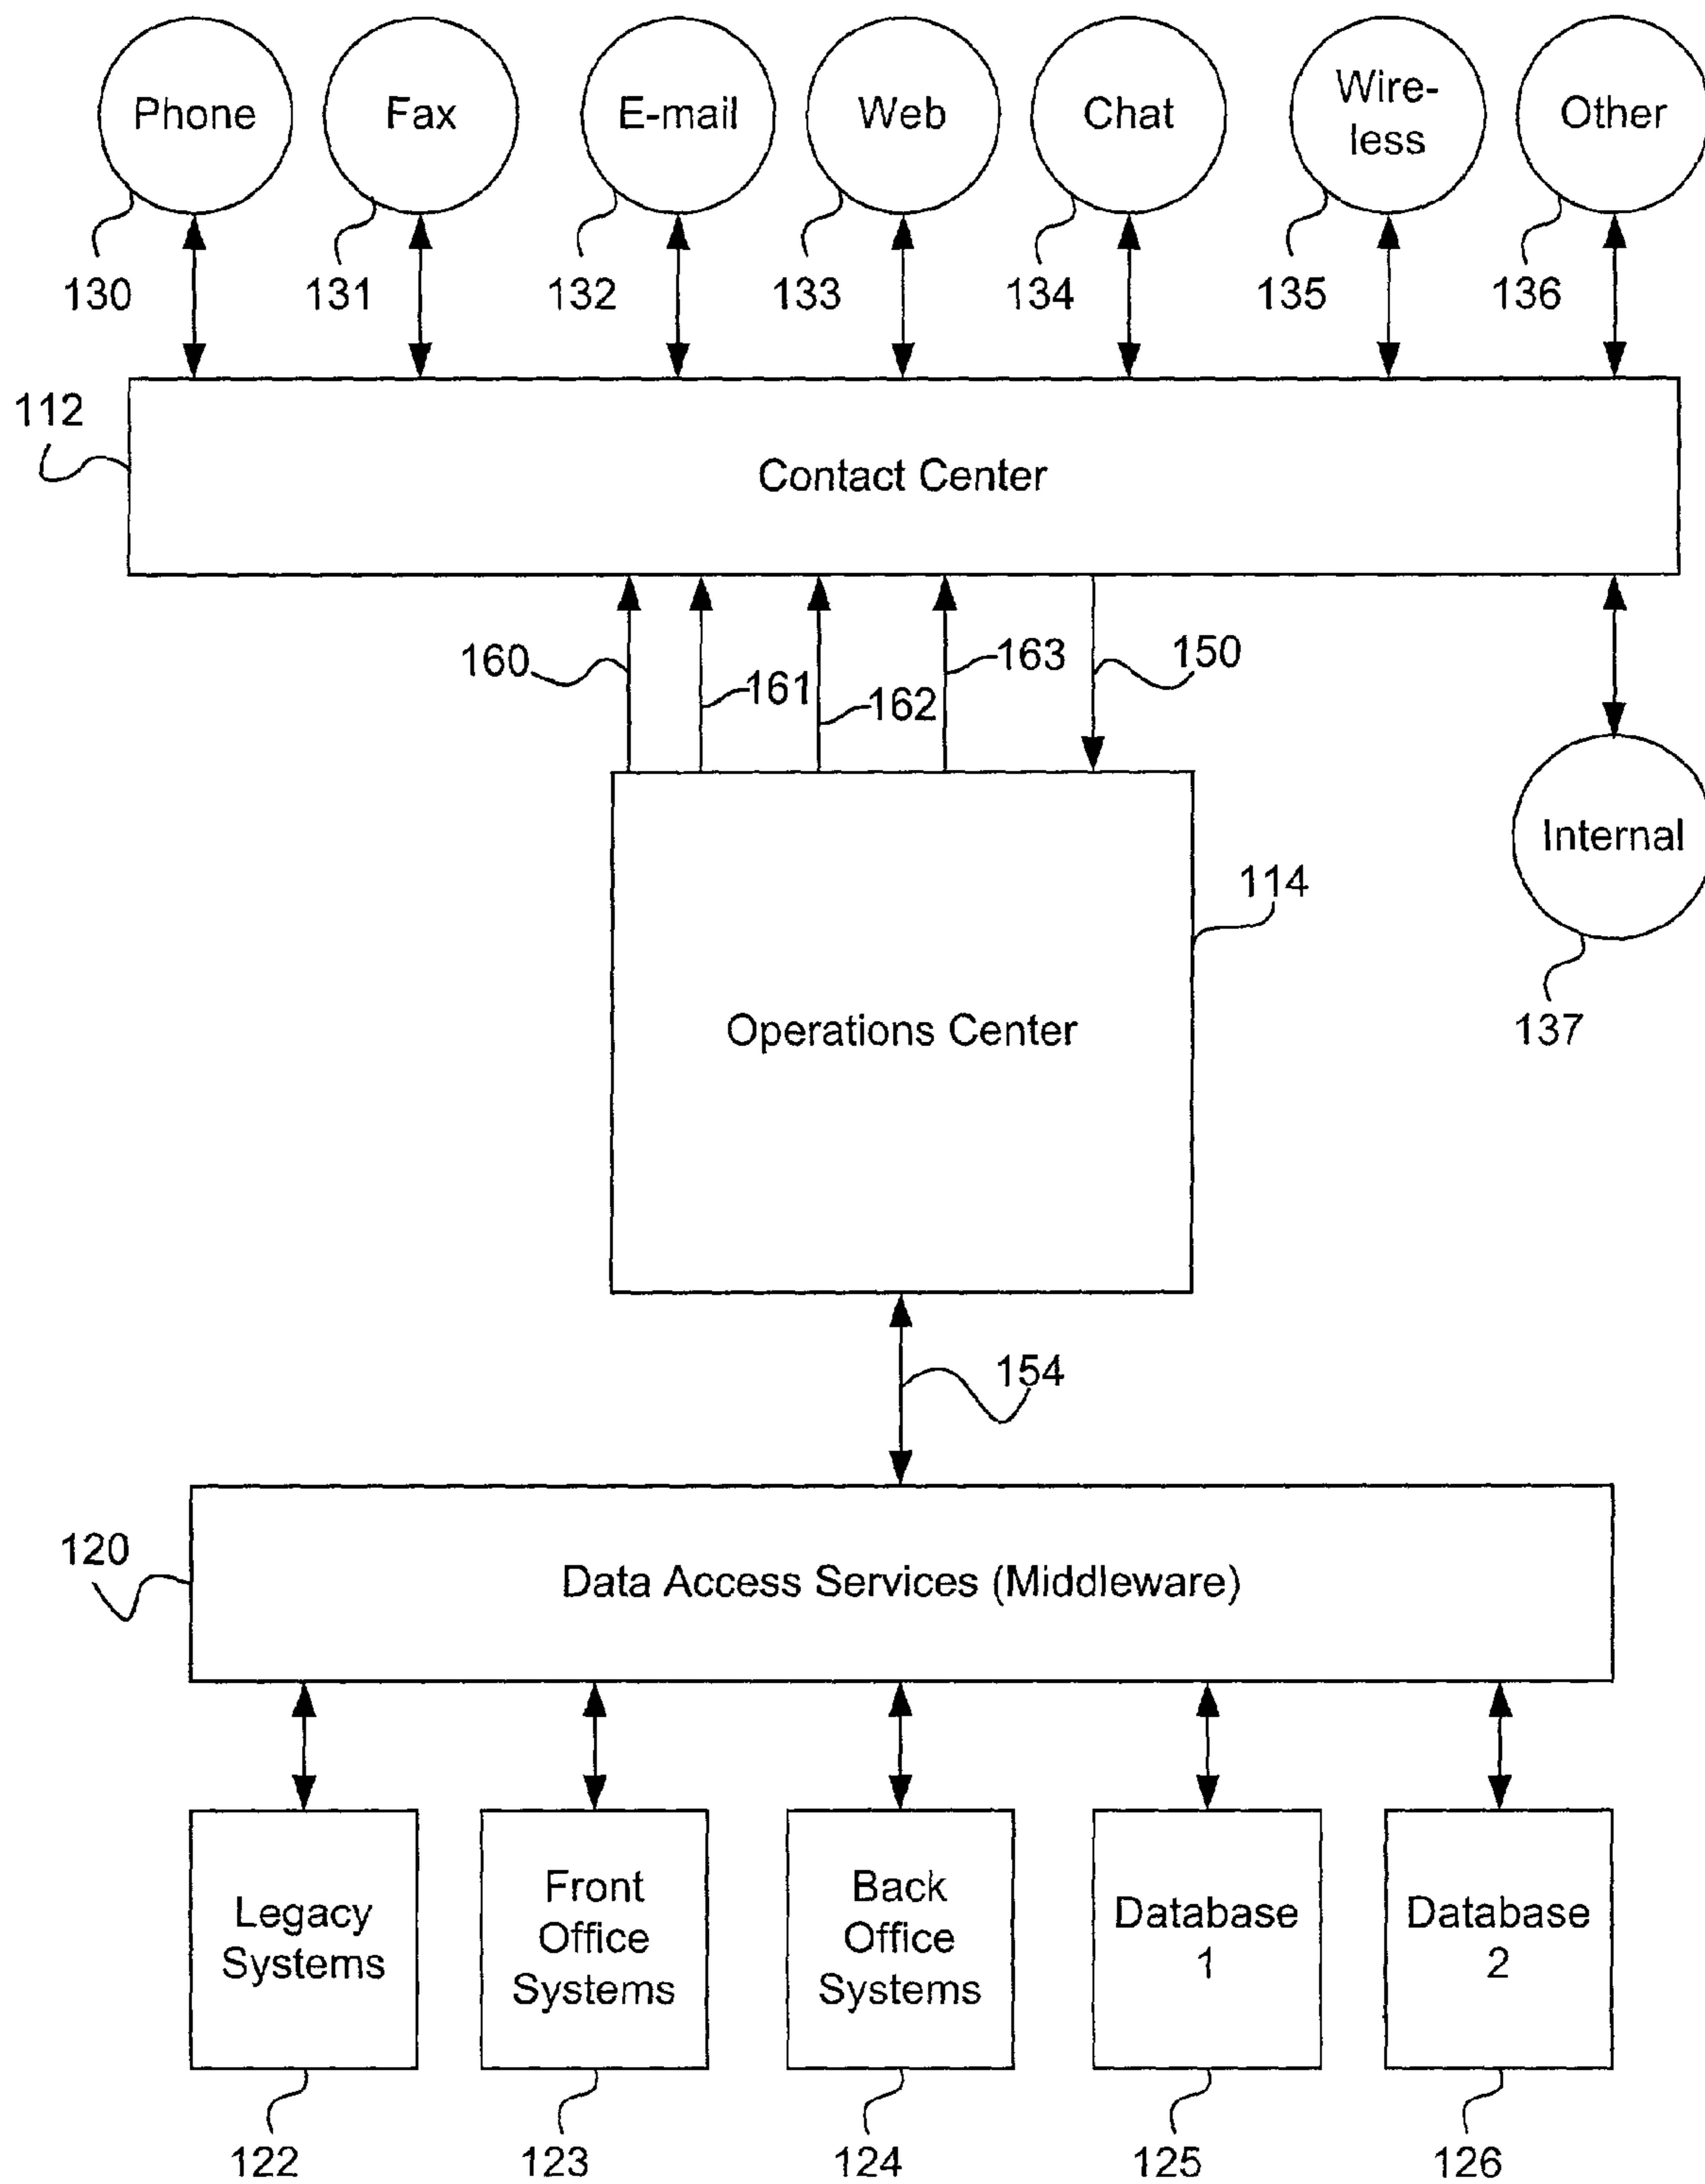 Phone
Fax
E-mail
Web
Chat
Wire-
less
Other
130
131
132
133
134
135
136
112
Contact Center
160
161
162
163
150
Internal
114
137
Operations Center
154
120
Data Access Services (Middleware)
Legacy
Systems
Front
Office
Systems
Back
Office
Systems
Database
1
Database
2
122
123
124
125
126